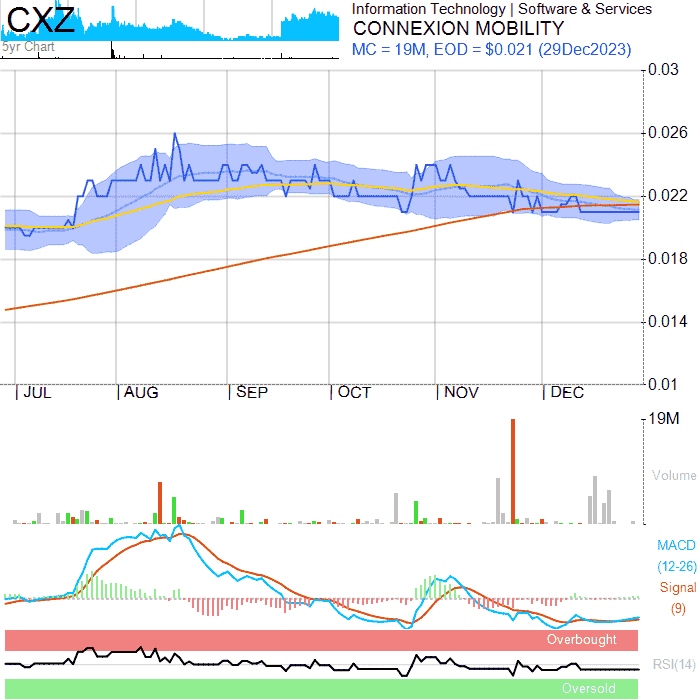 CXZ
5yr Chart
Information Technology | Software & Services
CONNEXION MOBILITY
MC = 19M, EOD = $0.021 (29Dec2023)
0.03
0.026
0.022
0.018
0.014
0.01
| JUL | AUG | SEP | OCT | NOV | DEC
19M
Volume
MACD
(12-26)
Signal
(9)
Overbought
RSI(14)
Oversold